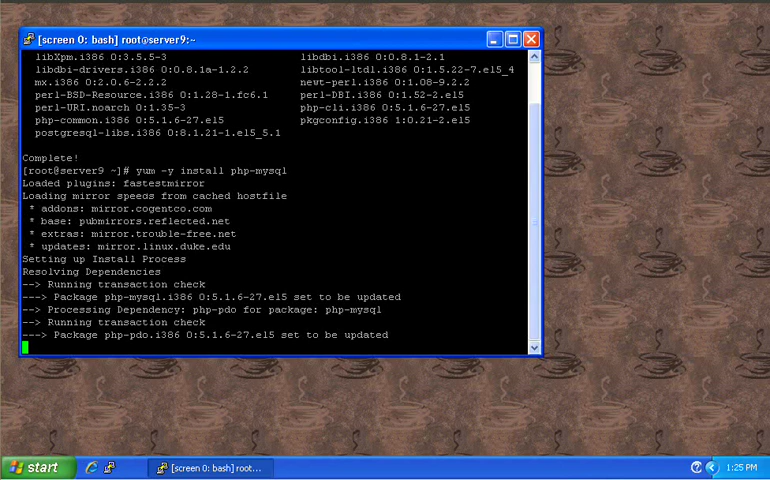 [screen 0: bash] root@server9:~
libXpm.i386 0:3.5.5-3 libdbi.i386 0:0.8.1-2.1
libdbi-drivers.i386 0:0.8.1a-1.2.2 libtool-ltdl.i386 0:1.5.22-7.el5_4
mx.i386 0:2.0.6-2.2.2 newt-perl.i386 0:1.08-9.2.2
perl-BSD-Resource.i386 0:1.28-1.fc6.1 perl-DBI.i386 0:1.52-2.el5
perl-URI.noarch 0:1.35-3 php-cli.i386 0:5.1.6-27.el5
php-common.i386 0:5.1.6-27.el5 pkgconfig.i386 1:0.21-2.el5
postgresql-libs.i386 0:8.1.21-1.el5_5.1
Complete!
[root@server9 ~]# yum -y install php-mysql
Loaded plugins: fastestmirror
Loading mirror speeds from cached hostfile
* addons: mirror.cogentco.com
* base: pubmirrors.reflected.net
* extras: mirror.trouble-free.net
* updates: mirror.linux.duke.edu
Setting up Install Process
Resolving Dependencies
--> Running transaction check
---> Package php-mysql.i386 0:5.1.6-27.el5 set to be updated
--> Processing Dependency: php-pdo for package: php-mysql
--> Running transaction check
---> Package php-pdo.i386 0:5.1.6-27.el5 set to be updated
start [screen 0: bash] root... 1:25 PM